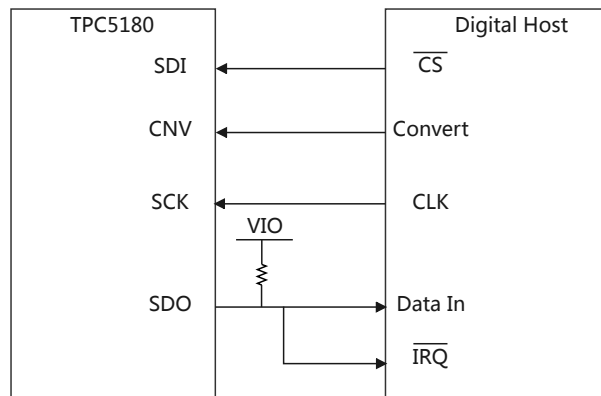 TPC5180
Digital Host
SDI
CS
CNV
Convert
SCK
CLK
VIO
SDO
Data In
IRQ